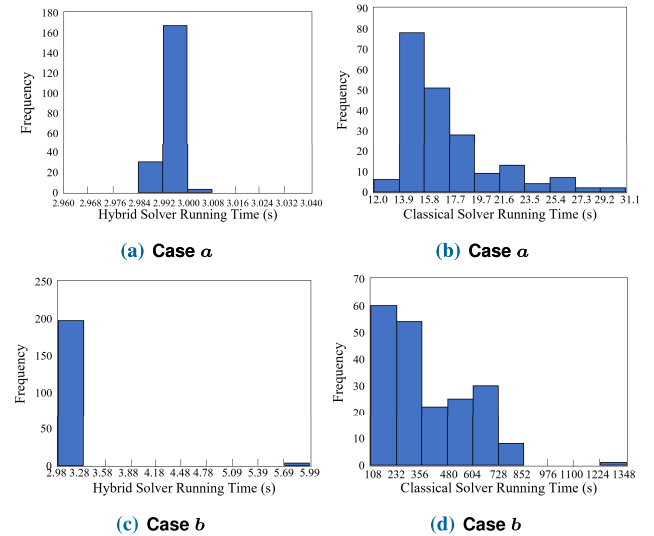 180
160
140
120
100
80
60
40
20
0
Frequency
2.960 2.968 2.976 2.984 2.992 3.000 3.008 3.016 3.024 3.032 3.040
Hybrid Solver Running Time (s)
(a) Case a
90
80
70
60
50
40
30
20
10
0
Frequency
12.0 13.9 15.8 17.7 19.7 21.6 23.5 25.4 27.3 29.2 31.1
Classical Solver Running Time (s)
(b) Case a
250
200
150
100
50
0
Frequency
2.98 3.28 3.58 3.88 4.18 4.48 4.78 5.09 5.39 5.69 5.99
Hybrid Solver Running Time (s)
(c) Case b
70
60
50
40
30
20
10
0
Frequency
108 232 356 480 604 728 852 976 1100 1224 1348
Classical Solver Running Time (s)
(d) Case b